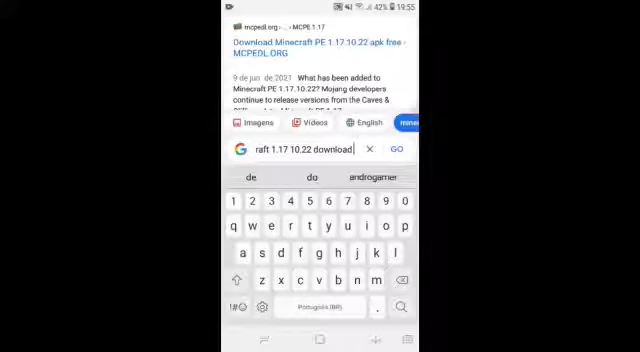 42% 19:55
mcpedl.org › ... › MCPE 1.17
Download Minecraft PE 1.17.10.22 apk free -
MCPEDL.ORG
9 de jun. de 2021 What has been added to
Minecraft PE 1.17.10.22? Mojang developers
continue to release versions from the Caves &
Imagens Vídeos English mine
raft 1.17 10.22 download GO
de do androgamer
1 2 3 4 5 6 7 8 9 0
q w e r t y u i o p
a s d f g h j k l
z x c v b n m
!#☺ Português (BR) .